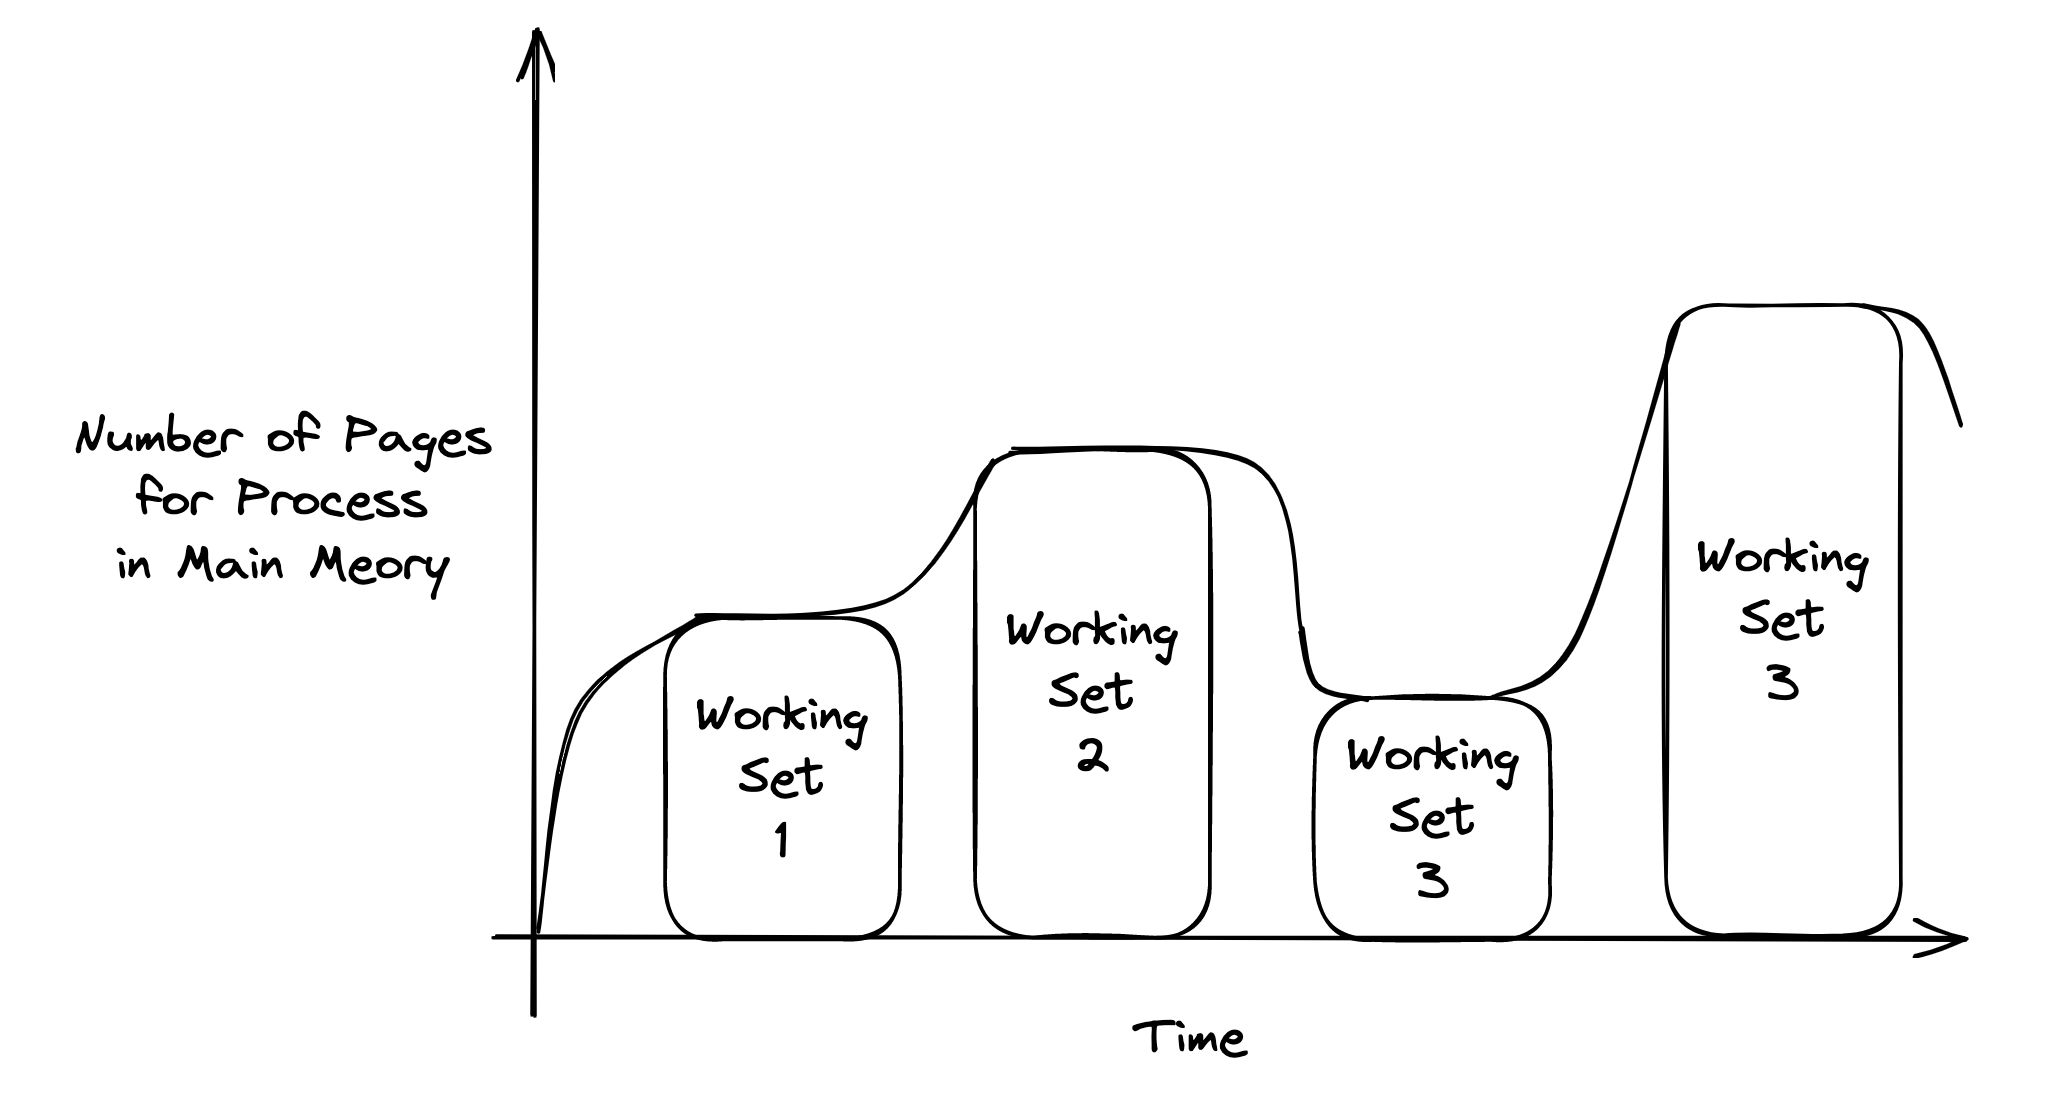 Number of Pages
for Process
in Main Meory
Working
Set
1
Working
Set
2
Working
Set
3
Working
Set
3
Time